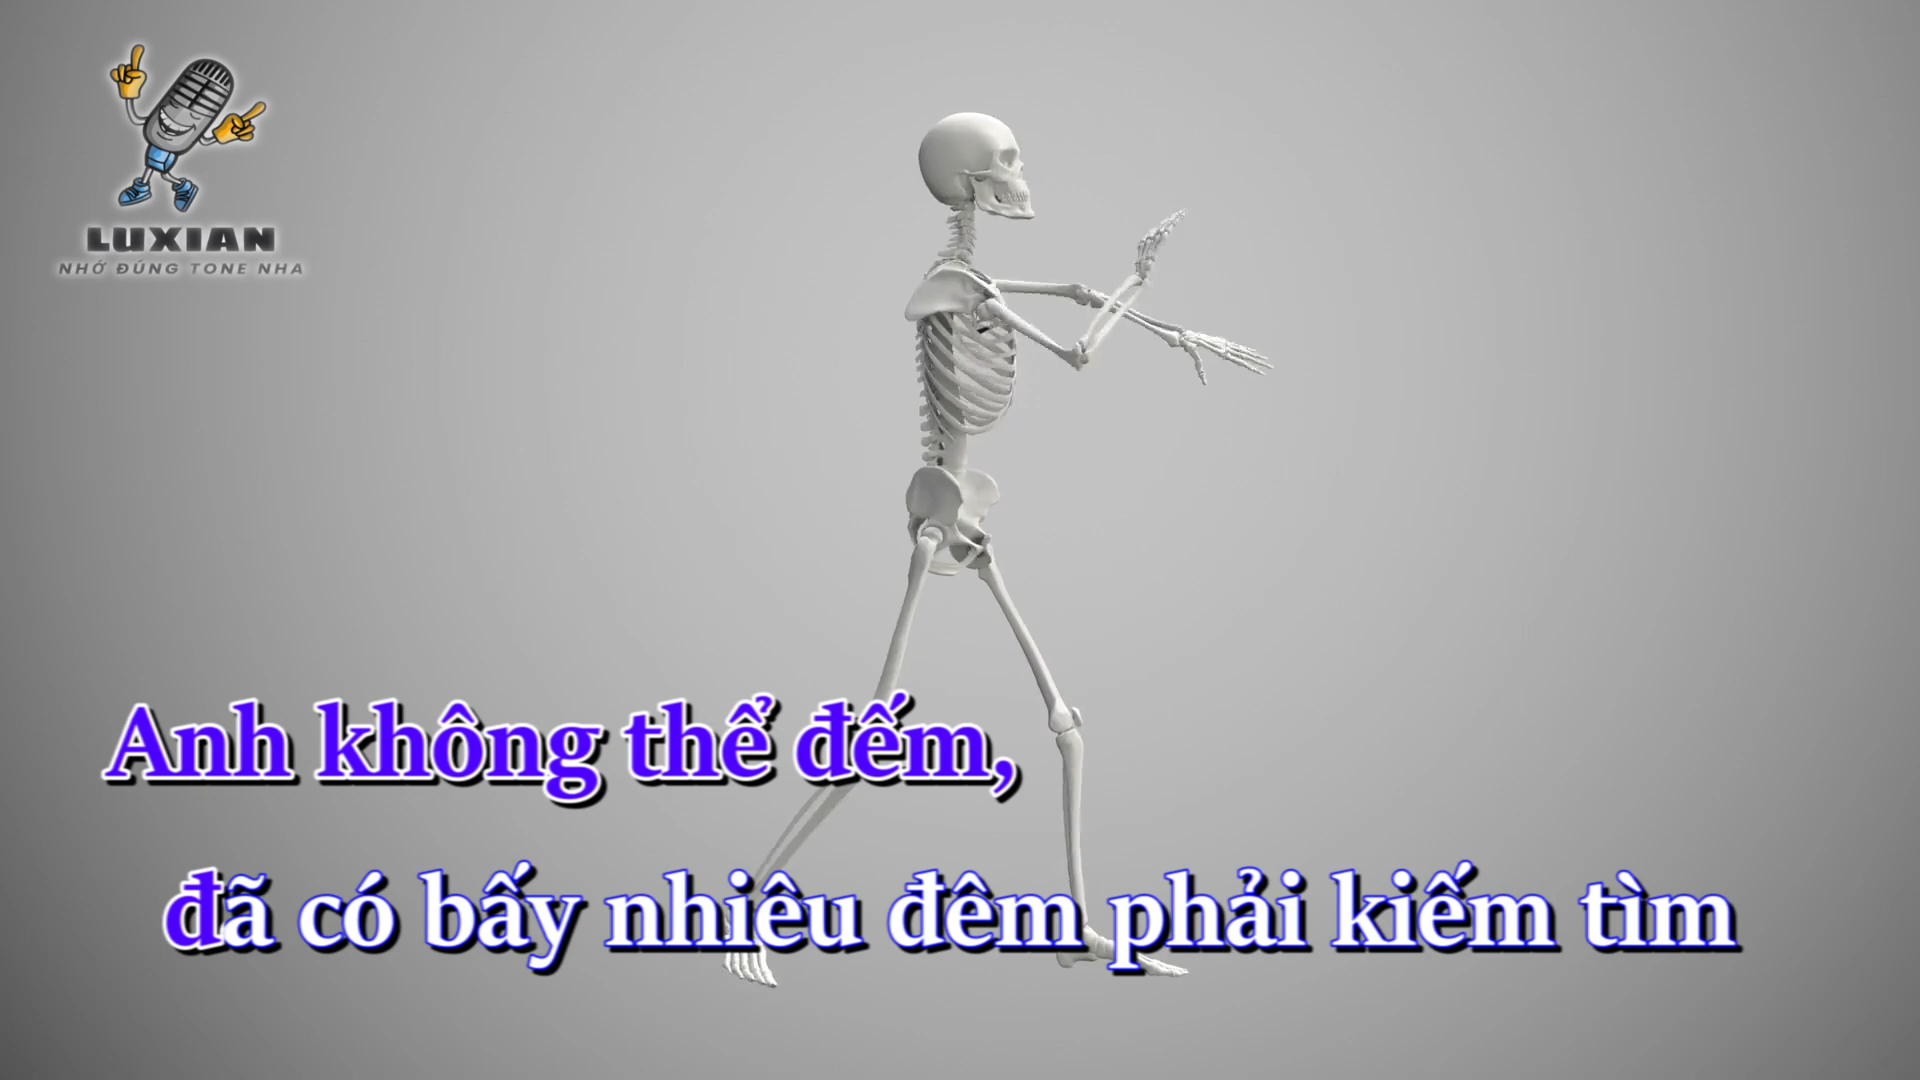 LUXIAN
NHỚ ĐÚNG TONE NHA
Anh không thể đếm,
đã có bấy nhiêu đêm phải kiếm tìm